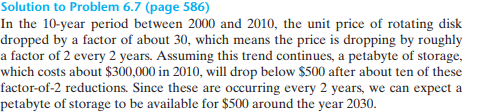 Solution to Problem 6.7 (page 586)
In the 10-year period between 2000 and 2010, the unit price of rotating disk
dropped by a factor of about 30, which means the price is dropping by roughly
a factor of 2 every 2 years. Assuming this trend continues, a petabyte of storage,
which costs about $300,000 in 2010, will drop below $500 after about ten of these
factor-of-2 reductions. Since these are occurring every 2 years, we can expect a
petabyte of storage to be available for $500 around the year 2030.